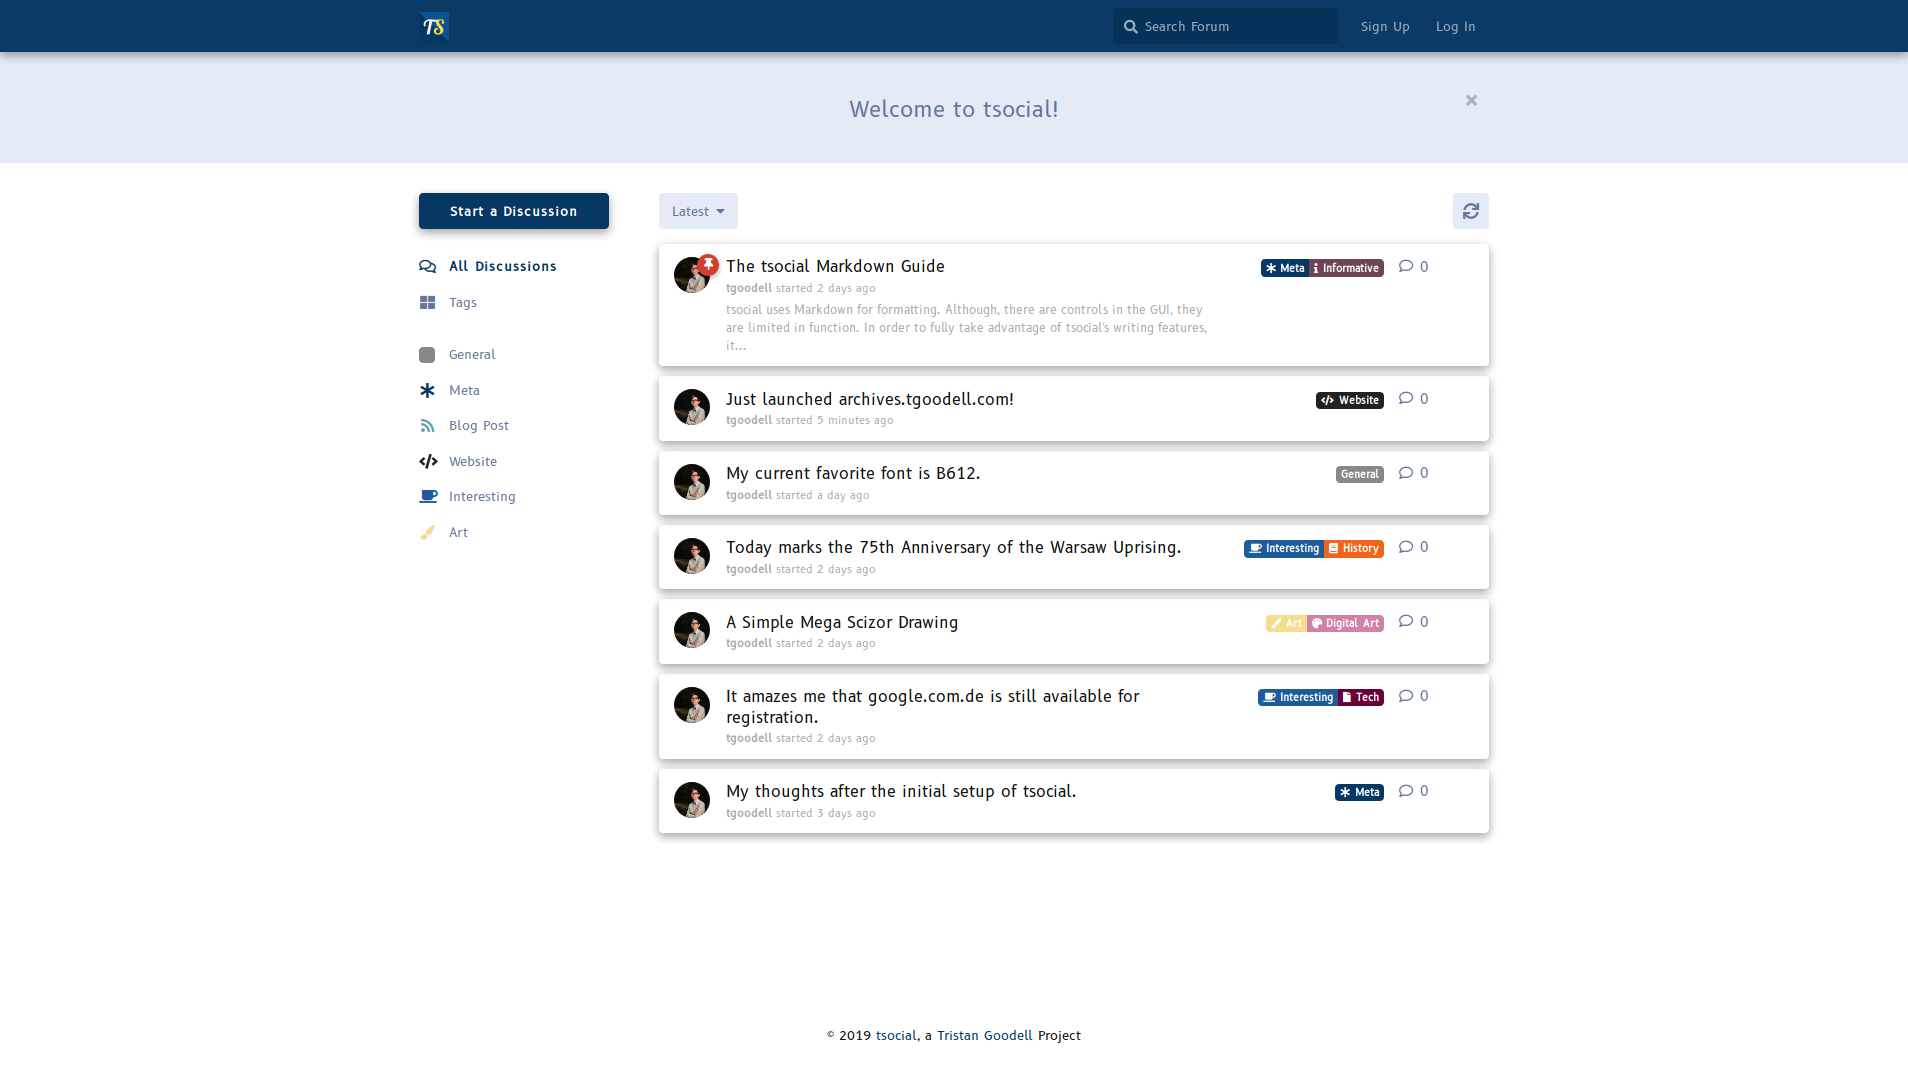 TS
Search Forum
Sign Up
Log In
Welcome to tsocial!
Start a Discussion
Latest
All Discussions
Tags
General
Meta
Blog Post
Website
Interesting
Art
The tsocial Markdown Guide
Meta Informative 0
tgoodell started 2 days ago
tsocial uses Markdown for formatting. Although, there are controls in the GUI, they
are limited in function. In order to fully take advantage of tsocial's writing features,
it...
Just launched archives.tgoodell.com!
Website 0
tgoodell started 5 minutes ago
My current favorite font is B612.
General 0
tgoodell started a day ago
Today marks the 75th Anniversary of the Warsaw Uprising.
Interesting History 0
tgoodell started 2 days ago
A Simple Mega Scizor Drawing
Art Digital Art 0
tgoodell started 2 days ago
It amazes me that google.com.de is still available for
registration.
Interesting Tech 0
tgoodell started 2 days ago
My thoughts after the initial setup of tsocial.
Meta 0
tgoodell started 3 days ago
© 2019 tsocial, a Tristan Goodell Project